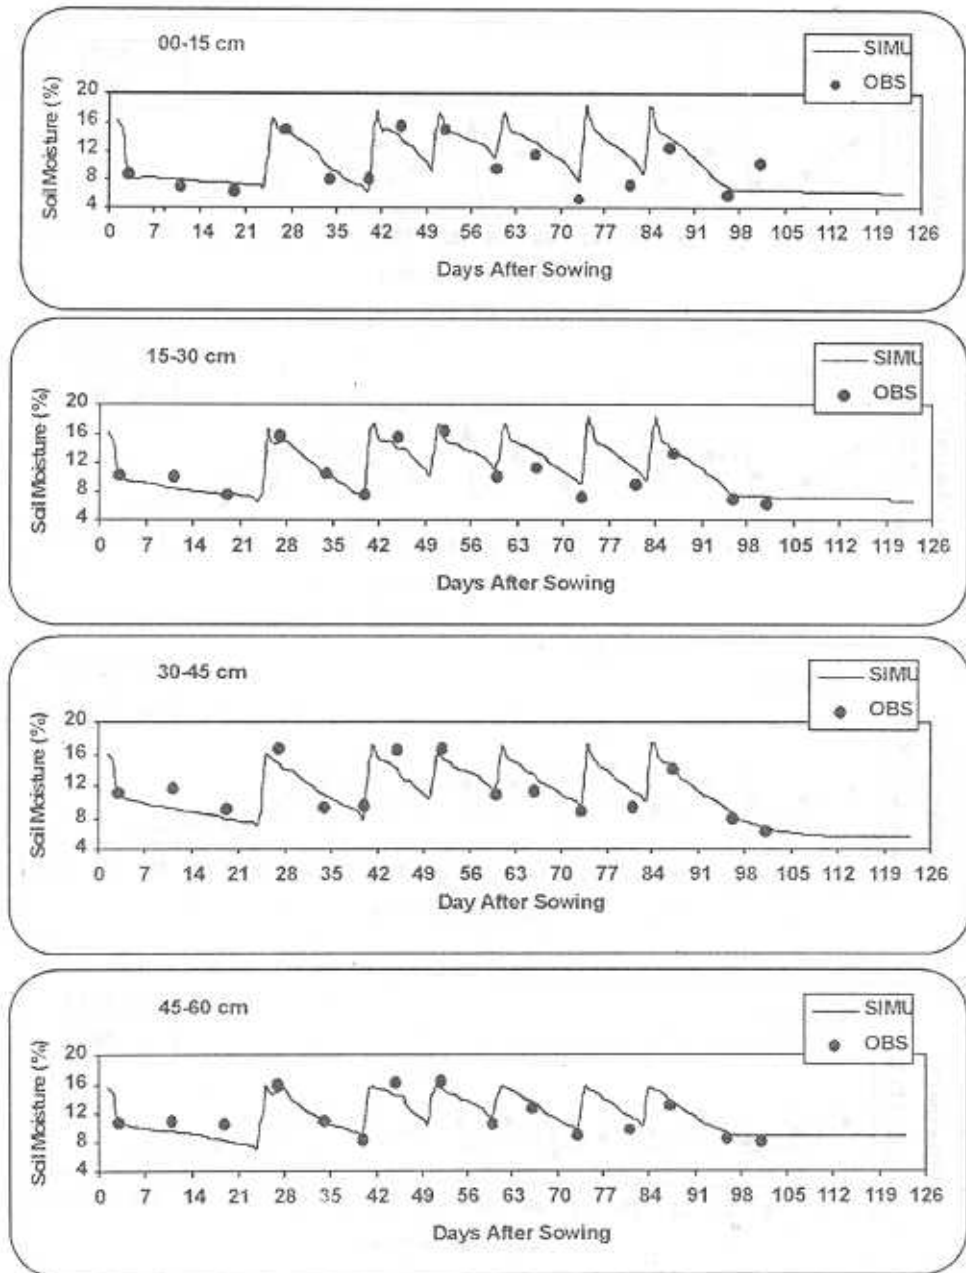 00-15 cm
SIMU
OBS
Soil Moisture (%)
20
16
12
8
4
0 7 14 21 28 35 42 49 56 63 70 77 84 91 98 105 112 119 126
Days After Sowing
15-30 cm
SIMU
OBS
Soil Moisture (%)
20
16
12
8
4
0 7 14 21 28 35 42 49 56 63 70 77 84 91 98 105 112 119 126
Days After Sowing
30-45 cm
SIMU
OBS
Soil Moisture (%)
20
16
12
8
4
0 7 14 21 28 35 42 49 56 63 70 77 84 91 98 105 112 119 126
Day After Sowing
45-60 cm
SIMU
OBS
Soil Moisture (%)
20
16
12
8
4
0 7 14 21 28 35 42 49 56 63 70 77 84 91 98 105 112 119 126
Days After Sowing